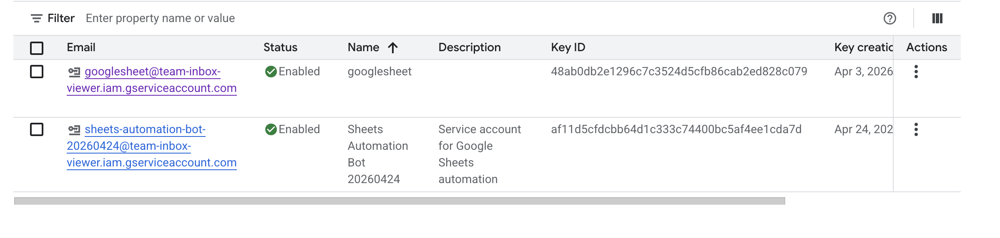 Filter Enter property name or value
Email Status Name Description Key ID Key creatic Actions
googlesheet@team-inbox- Enabled googlesheet 48ab0db2e1296c7c3524d5cfb86cab2ed828c079 Apr 3, 2026
viewer.iam.gserviceaccount.com
sheets-automation-bot- Enabled Sheets Service account af11d5cfdcbb64d1c333c74400bc5af4ee1cda7d Apr 24, 202
20260424@team-inbox- Automation for Google
viewer.iam.gserviceaccount.com Bot Sheets
20260424 automation